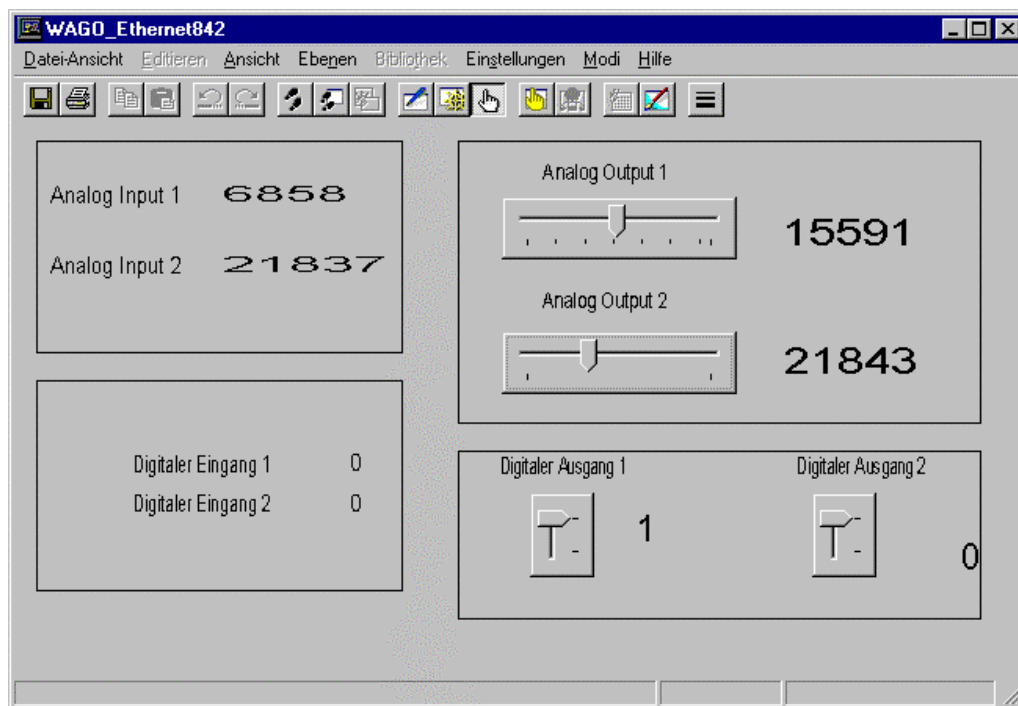 WAGO_Ethernet842
Datei-Ansicht Editieren Ansicht Ebenen Bibliothek Einstellungen Modi Hilfe
Analog Input 1 6858
Analog Input 2 21837
Analog Output 1
15591
Analog Output 2
21843
Digitaler Eingang 1 0
Digitaler Eingang 2 0
Digitaler Ausgang 1 Digitaler Ausgang 2
1 0